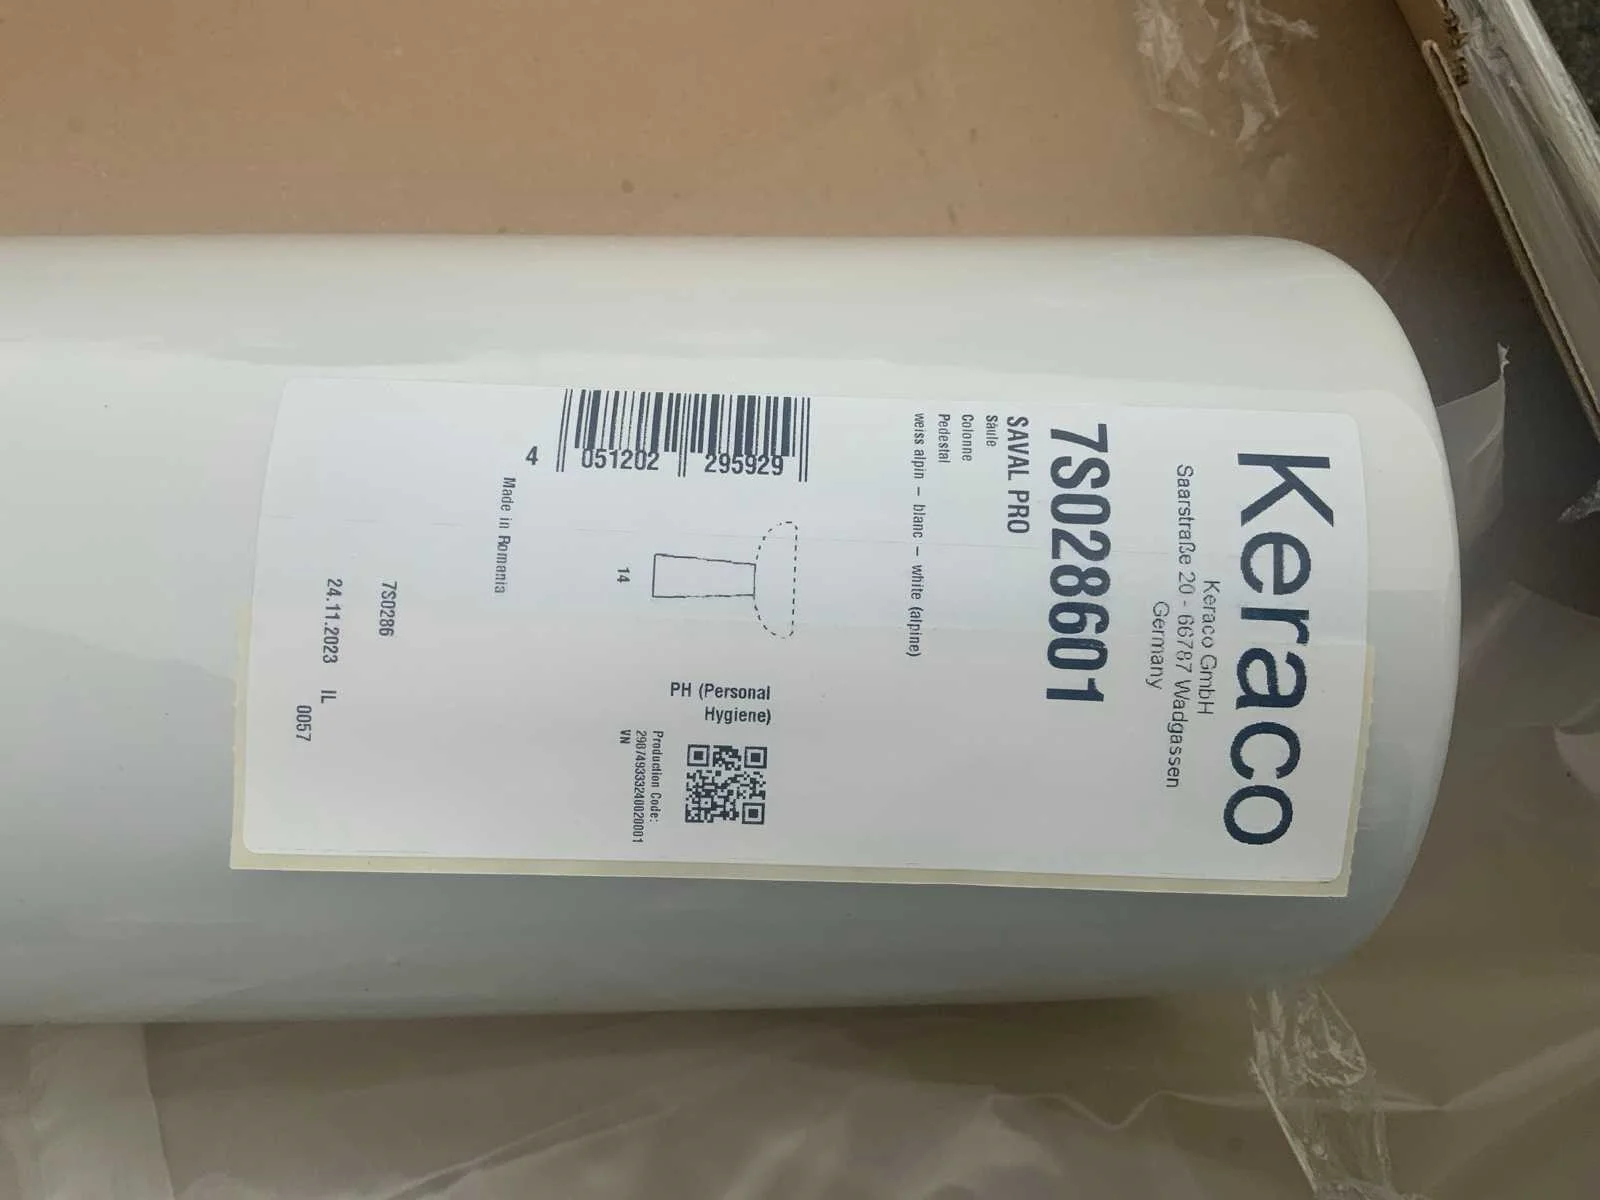 Keraco
Keraco GmbH
Saarstraße 20 - 66787 Wadgassen
Germany
7S028601
SAVAL PRO
Säule
Colonne
Pedestal
weiss alpin – blanc – white (alpine)
4 051202 295929
14
PH (Personal
Hygiene)
Production Code:
298749333240020001
VN
Made in Romania
7S0286
24.11.2023 IL
0057